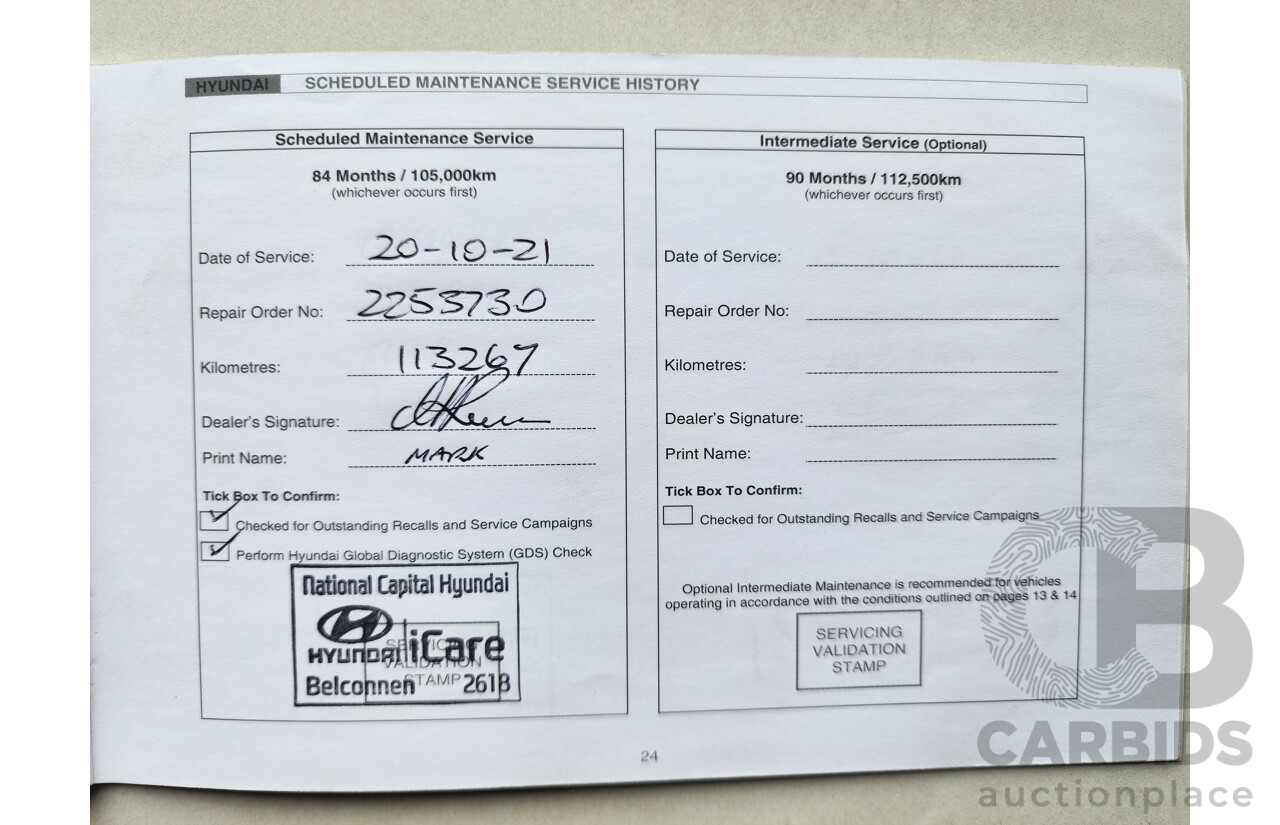 HYUNDAI SCHEDULED MAINTENANCE SERVICE HISTORY
Scheduled Maintenance Service
84 Months / 105,000km
(whichever occurs first)
Date of Service: 20-10-21
Repair Order No: 2253730
Kilometres: 113267
Dealer's Signature:
Print Name: MARK
Tick Box To Confirm:
Checked for Outstanding Recalls and Service Campaigns
Perform Hyundai Global Diagnostic System (GDS) Check
National Capital Hyundai
HYUNDAI iCare
Belconnen 2618
SERVICING
VALIDATION
STAMP
Intermediate Service (Optional)
90 Months / 112,500km
(whichever occurs first)
Date of Service:
Repair Order No:
Kilometres:
Dealer's Signature:
Print Name:
Tick Box To Confirm:
Checked for Outstanding Recalls and Service Campaigns
Optional Intermediate Maintenance is recommended for vehicles
operating in accordance with the conditions outlined on pages 13 & 14
SERVICING
VALIDATION
STAMP
24
CB
CARBIDS
auctionplace